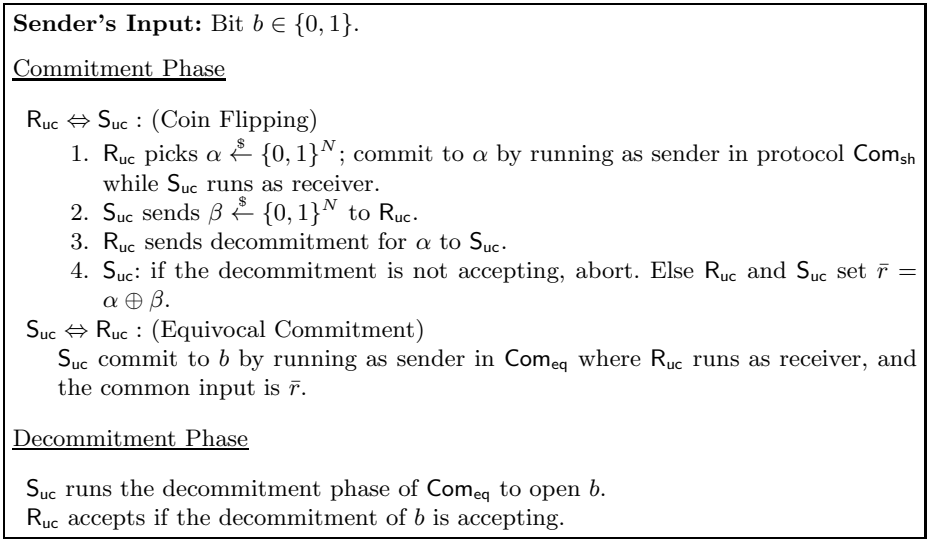 Sender's Input: Bit b ∈ {0, 1}.
Commitment Phase
R_uc ⇔ S_uc : (Coin Flipping)
1. R_uc picks α ←$ {0, 1}^N; commit to α by running as sender in protocol Com_sh
while S_uc runs as receiver.
2. S_uc sends β ←$ {0, 1}^N to R_uc.
3. R_uc sends decommitment for α to S_uc.
4. S_uc: if the decommitment is not accepting, abort. Else R_uc and S_uc set r̄ =
α ⊕ β.
S_uc ⇔ R_uc : (Equivocal Commitment)
S_uc commit to b by running as sender in Com_eq where R_uc runs as receiver, and
the common input is r̄.
Decommitment Phase
S_uc runs the decommitment phase of Com_eq to open b.
R_uc accepts if the decommitment of b is accepting.